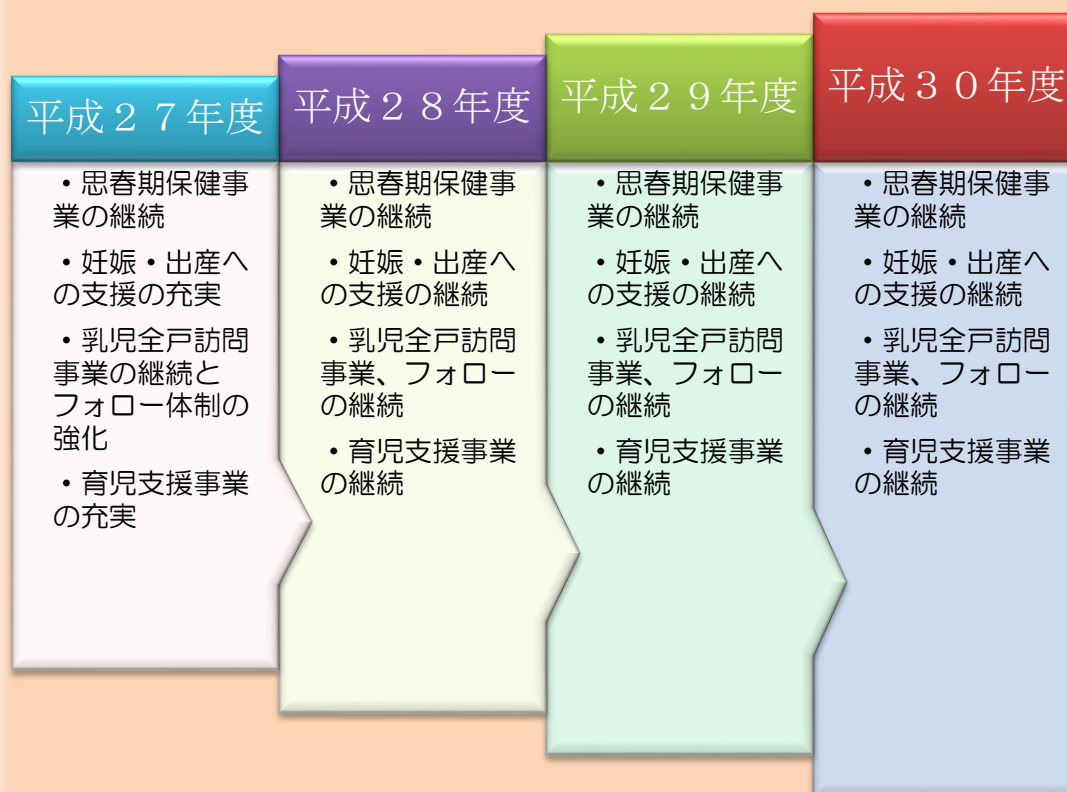 平成２７年度
・思春期保健事
業の継続
・妊娠・出産へ
の支援の充実
・乳児全戸訪問
事業の継続と
フォロー体制の
強化
・育児支援事業
の充実
平成２８年度
・思春期保健事
業の継続
・妊娠・出産へ
の支援の継続
・乳児全戸訪問
事業、フォロー
の継続
・育児支援事業
の継続
平成２９年度
・思春期保健事
業の継続
・妊娠・出産へ
の支援の継続
・乳児全戸訪問
事業、フォロー
の継続
・育児支援事業
の継続
平成３０年度
・思春期保健事
業の継続
・妊娠・出産へ
の支援の継続
・乳児全戸訪問
事業、フォロー
の継続
・育児支援事業
の継続